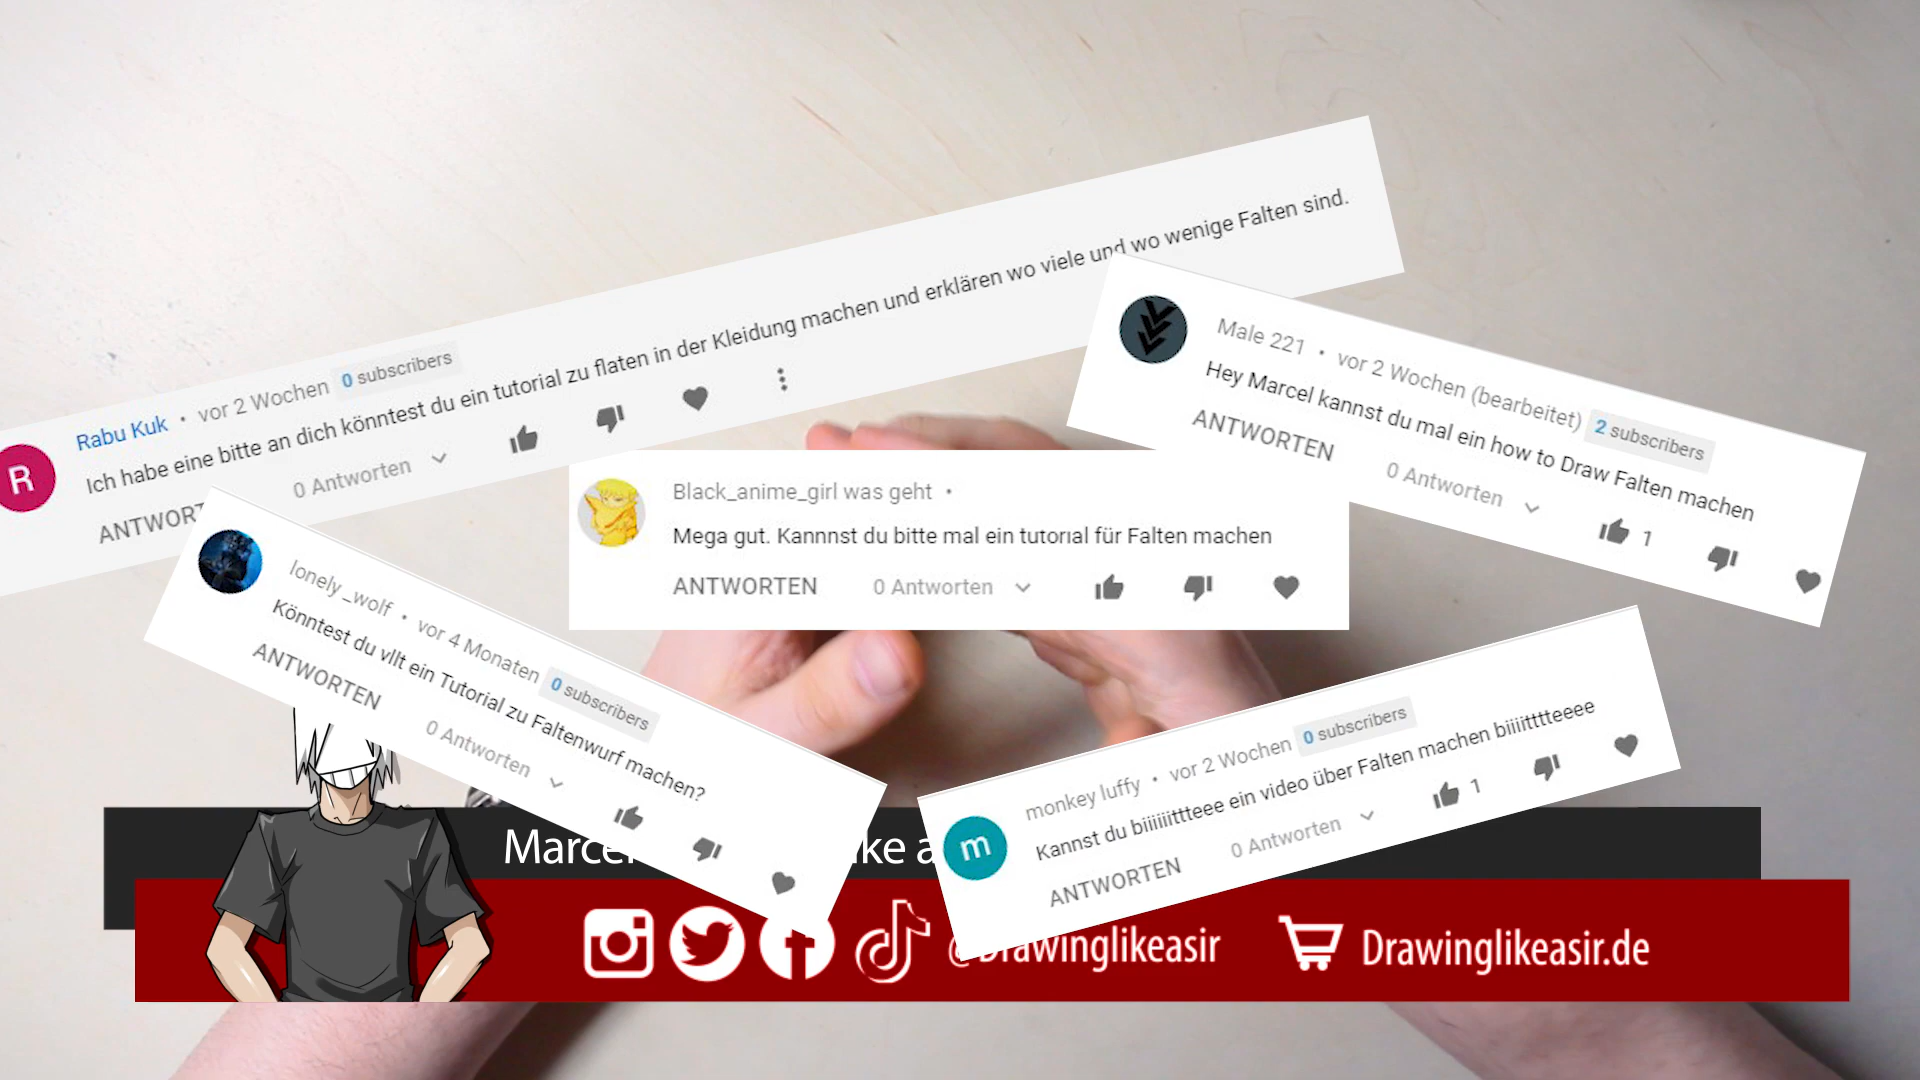 R
Rabu Kuk • vor 2 Wochen 0 subscribers
Ich habe eine bitte an dich könntest du ein tutorial zu flaten in der Kleidung machen und erklären wo viele und wo wenige Falten sind.
0 Antworten
Male 221 • vor 2 Wochen (bearbeitet) 2 subscribers
Hey Marcel kannst du mal ein how to Draw Falten machen
ANTWORTEN 0 Antworten 1
Black_anime_girl was geht •
Mega gut. Kannnst du bitte mal ein tutorial für Falten machen
ANTWORTEN 0 Antworten
lonely_wolf • vor 4 Monaten 0 subscribers
Könntest du vllt ein Tutorial zu Faltenwurf machen?
ANTWORTEN 0 Antworten
m
monkey luffy • vor 2 Wochen 0 subscribers
Kannst du biiiiiittteee ein video über Falten machen biiiittttteeee
ANTWORTEN 0 Antworten 1
@Drawinglikeasir Drawinglikeasir.de